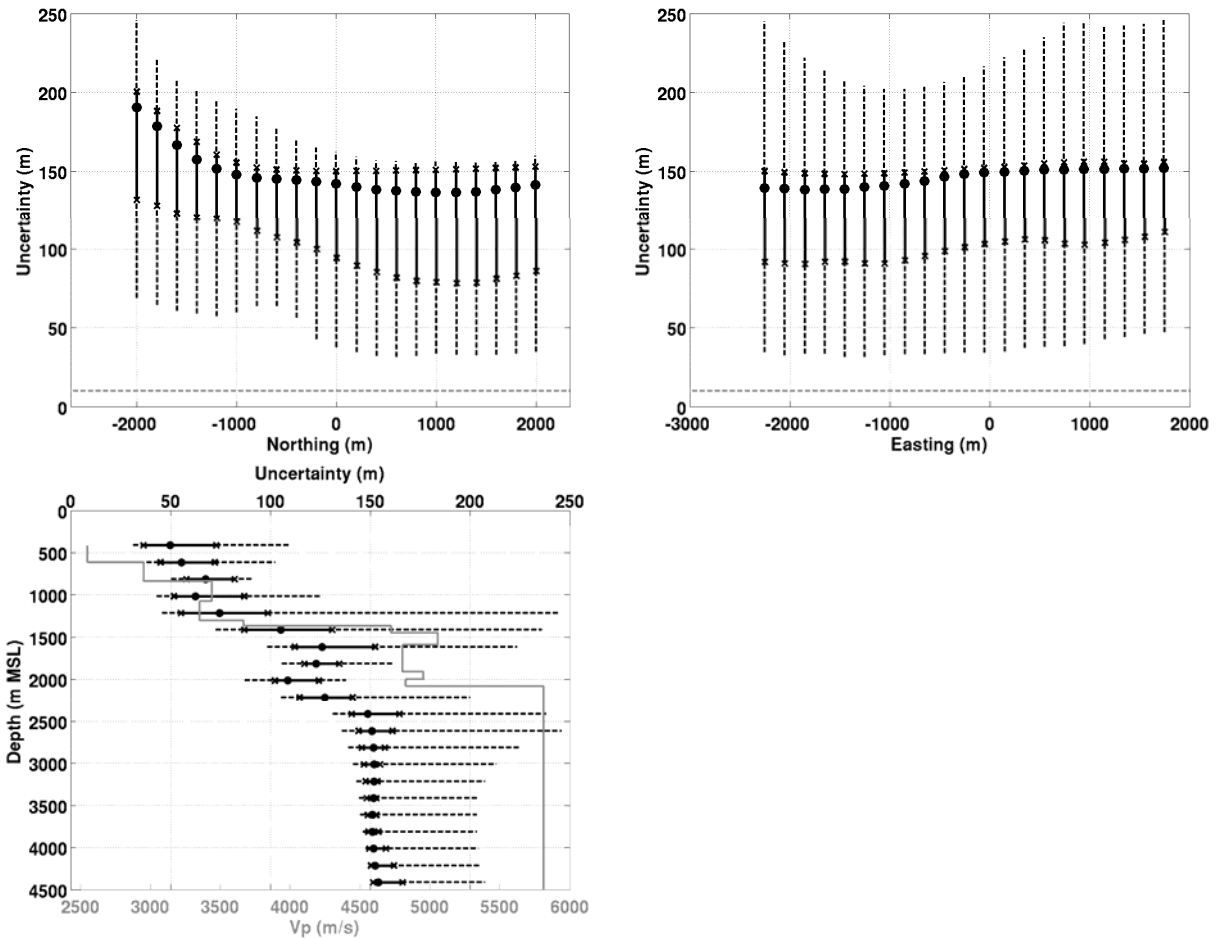 250
200
150
100
50
0
Uncertainty (m)
-2000 -1000 0 1000 2000
Northing (m)
250
200
150
100
50
0
Uncertainty (m)
-3000 -2000 -1000 0 1000 2000
Easting (m)
Uncertainty (m)
0 50 100 150 200 250
0
500
1000
1500
2000
2500
3000
3500
4000
4500
Depth (m MSL)
2500 3000 3500 4000 4500 5000 5500 6000
Vp (m/s)